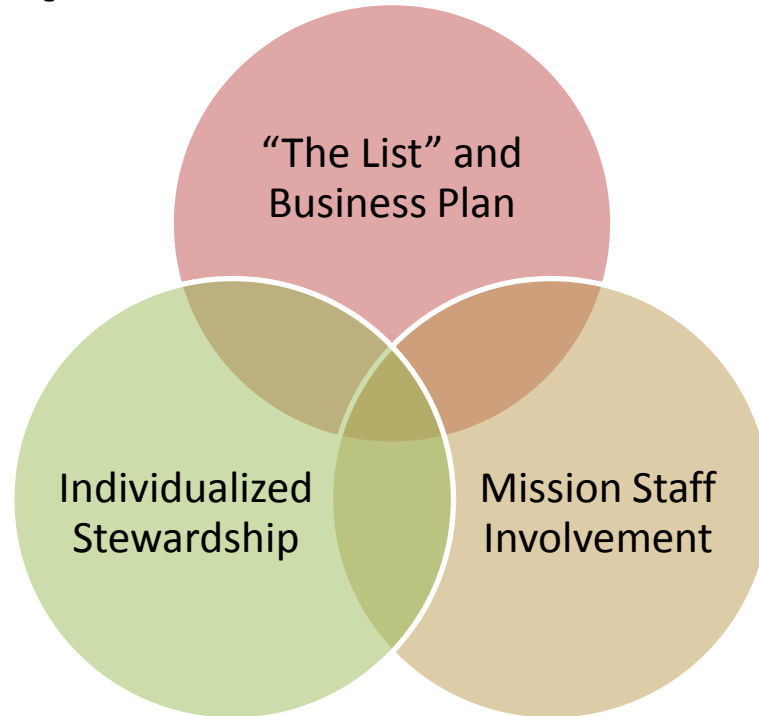 “The List” and
Business Plan
Individualized
Stewardship
Mission Staff
Involvement